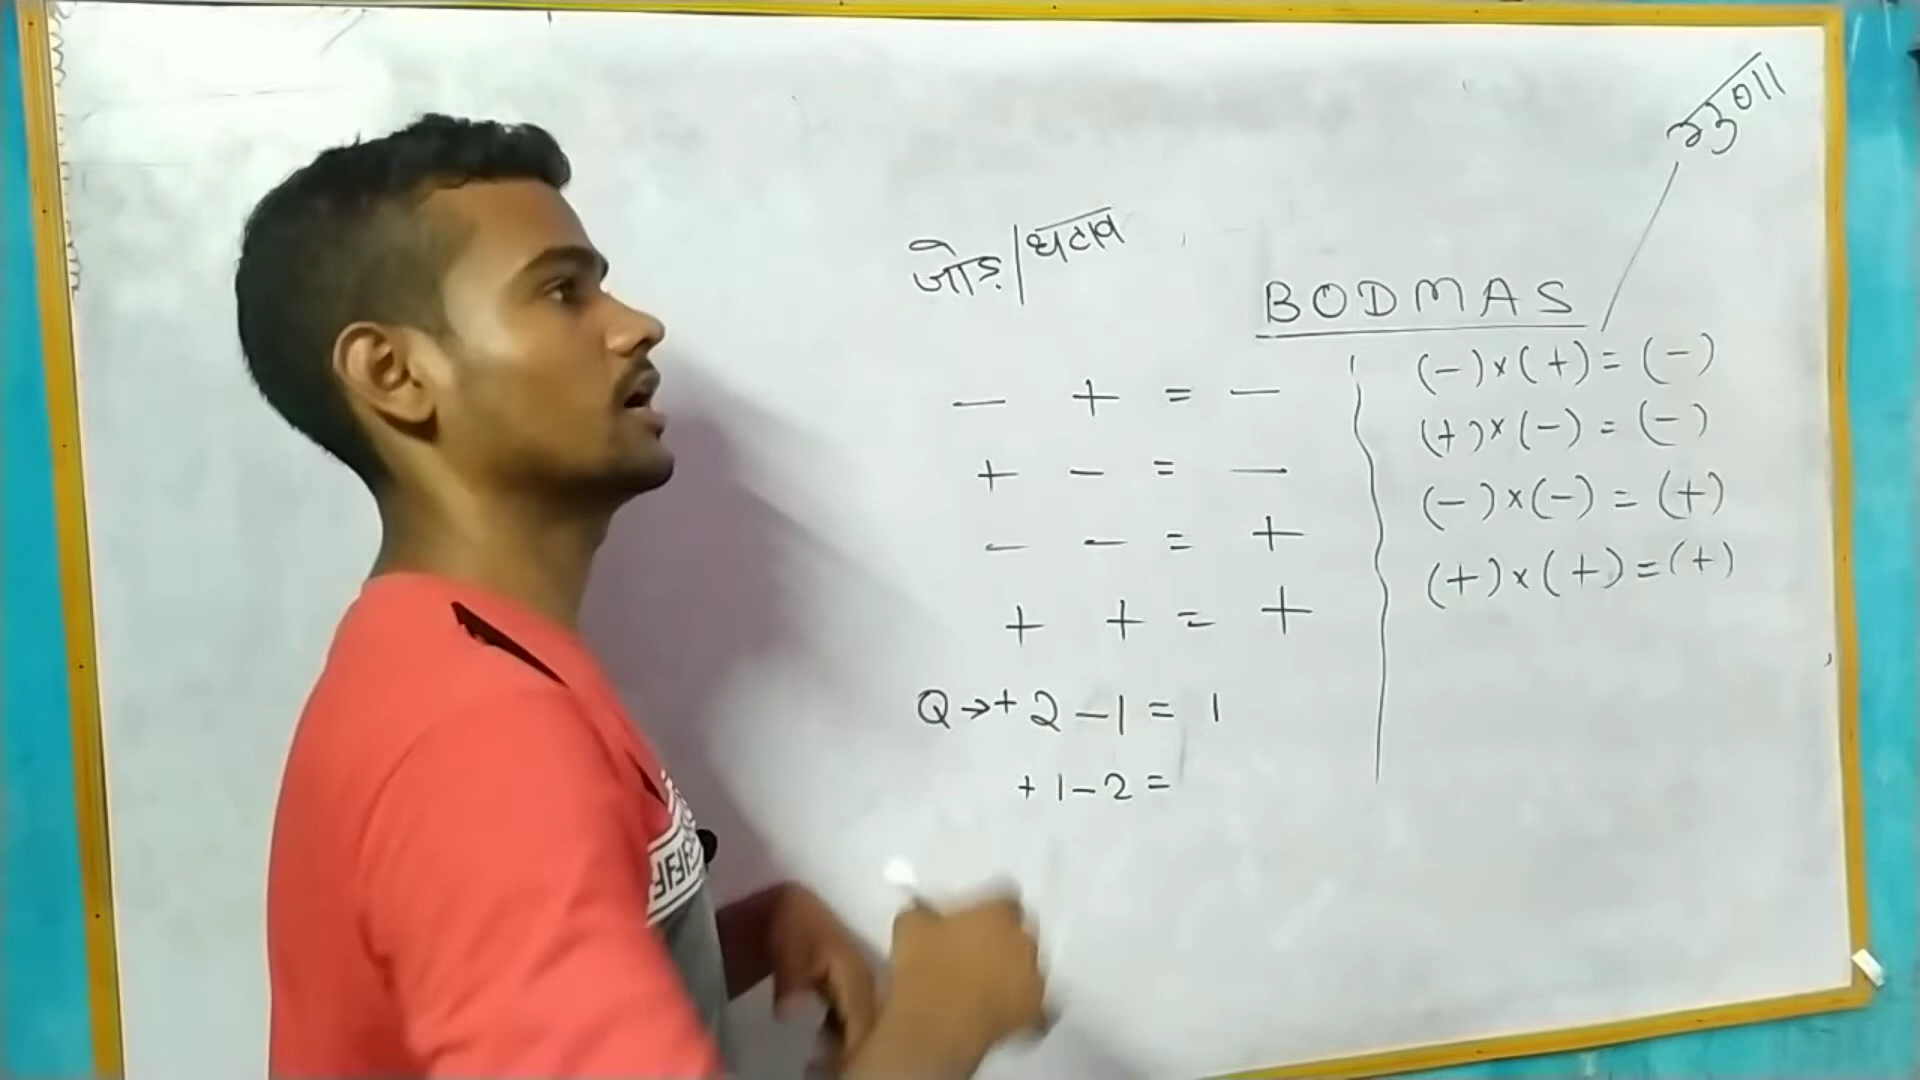 जोड़/घटाव
BODMAS
- + = -
+ - = -
- - = +
+ + = +
Q→ +2-1 = 1
+1-2 =
(-)×(+) = (-)
(+)×(-) = (-)
(-)×(-) = (+)
(+)×(+) = (+)